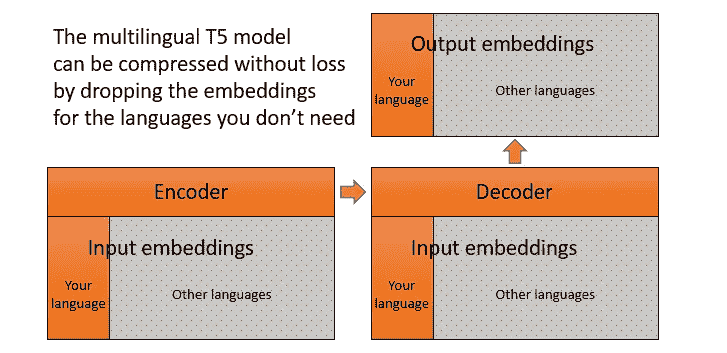 The multilingual T5 model
can be compressed without loss
by dropping the embeddings
for the languages you don't need
Output embeddings
Your
language
Other languages
Encoder
Decoder
Input embeddings
Your
language
Other languages
Input embeddings
Your
language
Other languages